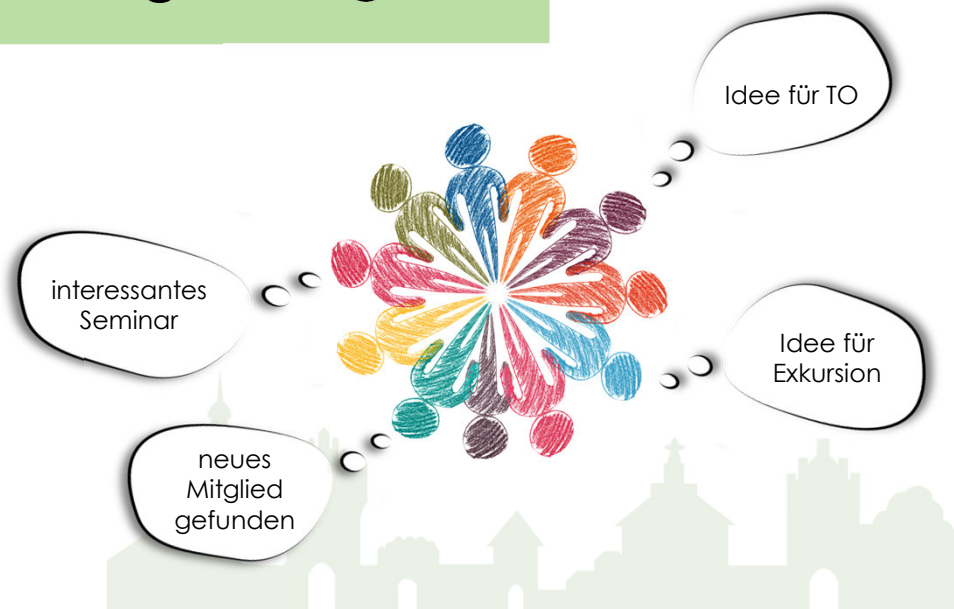 Idee für TO
interessantes
Seminar
Idee für
Exkursion
neues
Mitglied
gefunden